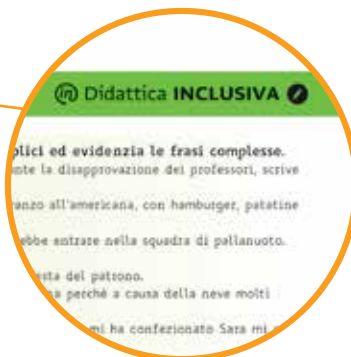 Didattica INCLUSIVA
plici ed evidenzia le frasi complesse.
ante la disapprovazione dei professori, scrive
ranzo all'americana, con hamburger, patatine
ebbe entrare nella squadra di pallanuoto.
esta del patrono.
perché a causa della neve molti
mi ha confezionato Sara mi